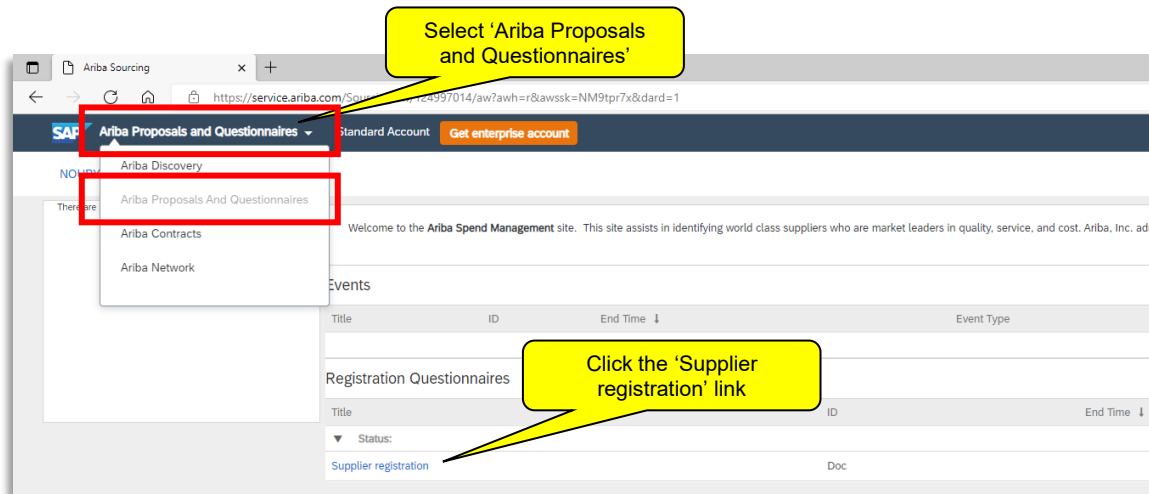 Select ‘Ariba Proposals
and Questionnaires’
Ariba Sourcing
https://service.ariba.com/ 124997014/aw?awh=r&awssk=NM9tpr7x&dard=1
SAP Ariba Proposals and Questionnaires Standard Account Get enterprise account
Ariba Discovery
There are
Ariba Proposals And Questionnaires
Ariba Contracts
Ariba Network
Welcome to the Ariba Spend Management site. This site assists in identifying world class suppliers who are market leaders in quality, service, and cost. Ariba, Inc. ad
Events
Title ID End Time ↓ Event Type
Click the ‘Supplier
registration’ link
Registration Questionnaires
Title ID End Time ↓
▼ Status:
Supplier registration Doc